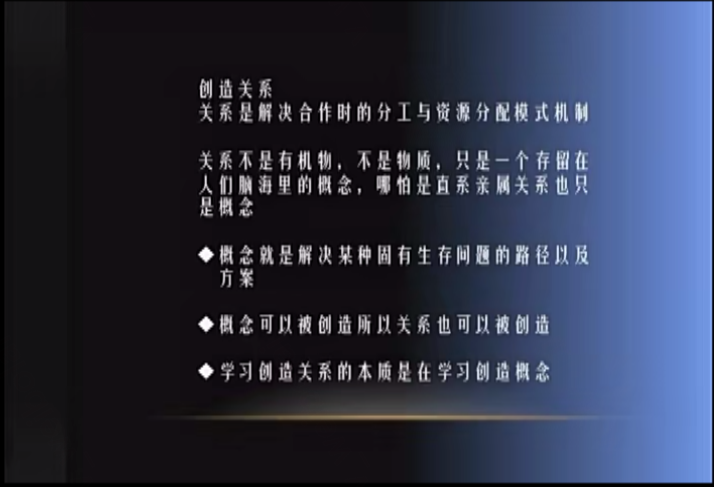 创造关系
关系是解决合作时的分工与资源分配模式机制
关系不是有机物，不是物质，只是一个存留在
人们脑海里的概念，哪怕是直系亲属关系也只
是概念
◆概念就是解决某种固有生存问题的路径以及
方案
◆概念可以被创造所以关系也可以被创造
◆学习创造关系的本质是在学习创造概念